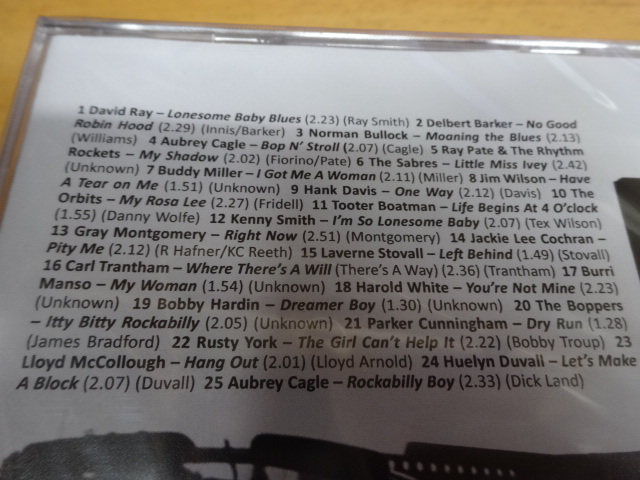 1 David Ray – Lonesome Baby Blues (2.23) (Ray Smith) 2 Delbert Barker – No Good
Robin Hood (2.29) (Innis/Barker) 3 Norman Bullock – Moaning the Blues (2.13)
(Williams) 4 Aubrey Cagle – Bop N' Stroll (2.07) (Cagle) 5 Ray Pate & The Rhythm
Rockets – My Shadow (2.02) (Fiorino/Pate) 6 The Sabres – Little Miss Ivey (2.42)
(Unknown) 7 Buddy Miller – I Got Me A Woman (2.11) (Miller) 8 Jim Wilson – Have
A Tear on Me (1.51) (Unknown) 9 Hank Davis – One Way (2.12) (Davis) 10 The
Orbits – My Rosa Lee (2.27) (Fridell) 11 Tooter Boatman – Life Begins At 4 O'clock
(1.55) (Danny Wolfe) 12 Kenny Smith – I'm So Lonesome Baby (2.07) (Tex Wilson)
13 Gray Montgomery – Right Now (2.51) (Montgomery) 14 Jackie Lee Cochran –
Pity Me (2.12) (R Hafner/KC Reeth) 15 Laverne Stovall – Left Behind (1.49) (Stovall)
16 Carl Trantham – Where There's A Will (There's A Way) (2.36) (Trantham) 17 Burri
Manso – My Woman (1.54) (Unknown) 18 Harold White – You're Not Mine (2.23)
(Unknown) 19 Bobby Hardin – Dreamer Boy (1.30) (Unknown) 20 The Boppers
– Itty Bitty Rockabilly (2.05) (Unknown) 21 Parker Cunningham – Dry Run (1.28)
(James Bradford) 22 Rusty York – The Girl Can't Help It (2.22) (Bobby Troup) 23
Lloyd McCollough – Hang Out (2.01) (Lloyd Arnold) 24 Huelyn Duvall – Let's Make
A Block (2.07) (Duvall) 25 Aubrey Cagle – Rockabilly Boy (2.33) (Dick Land)